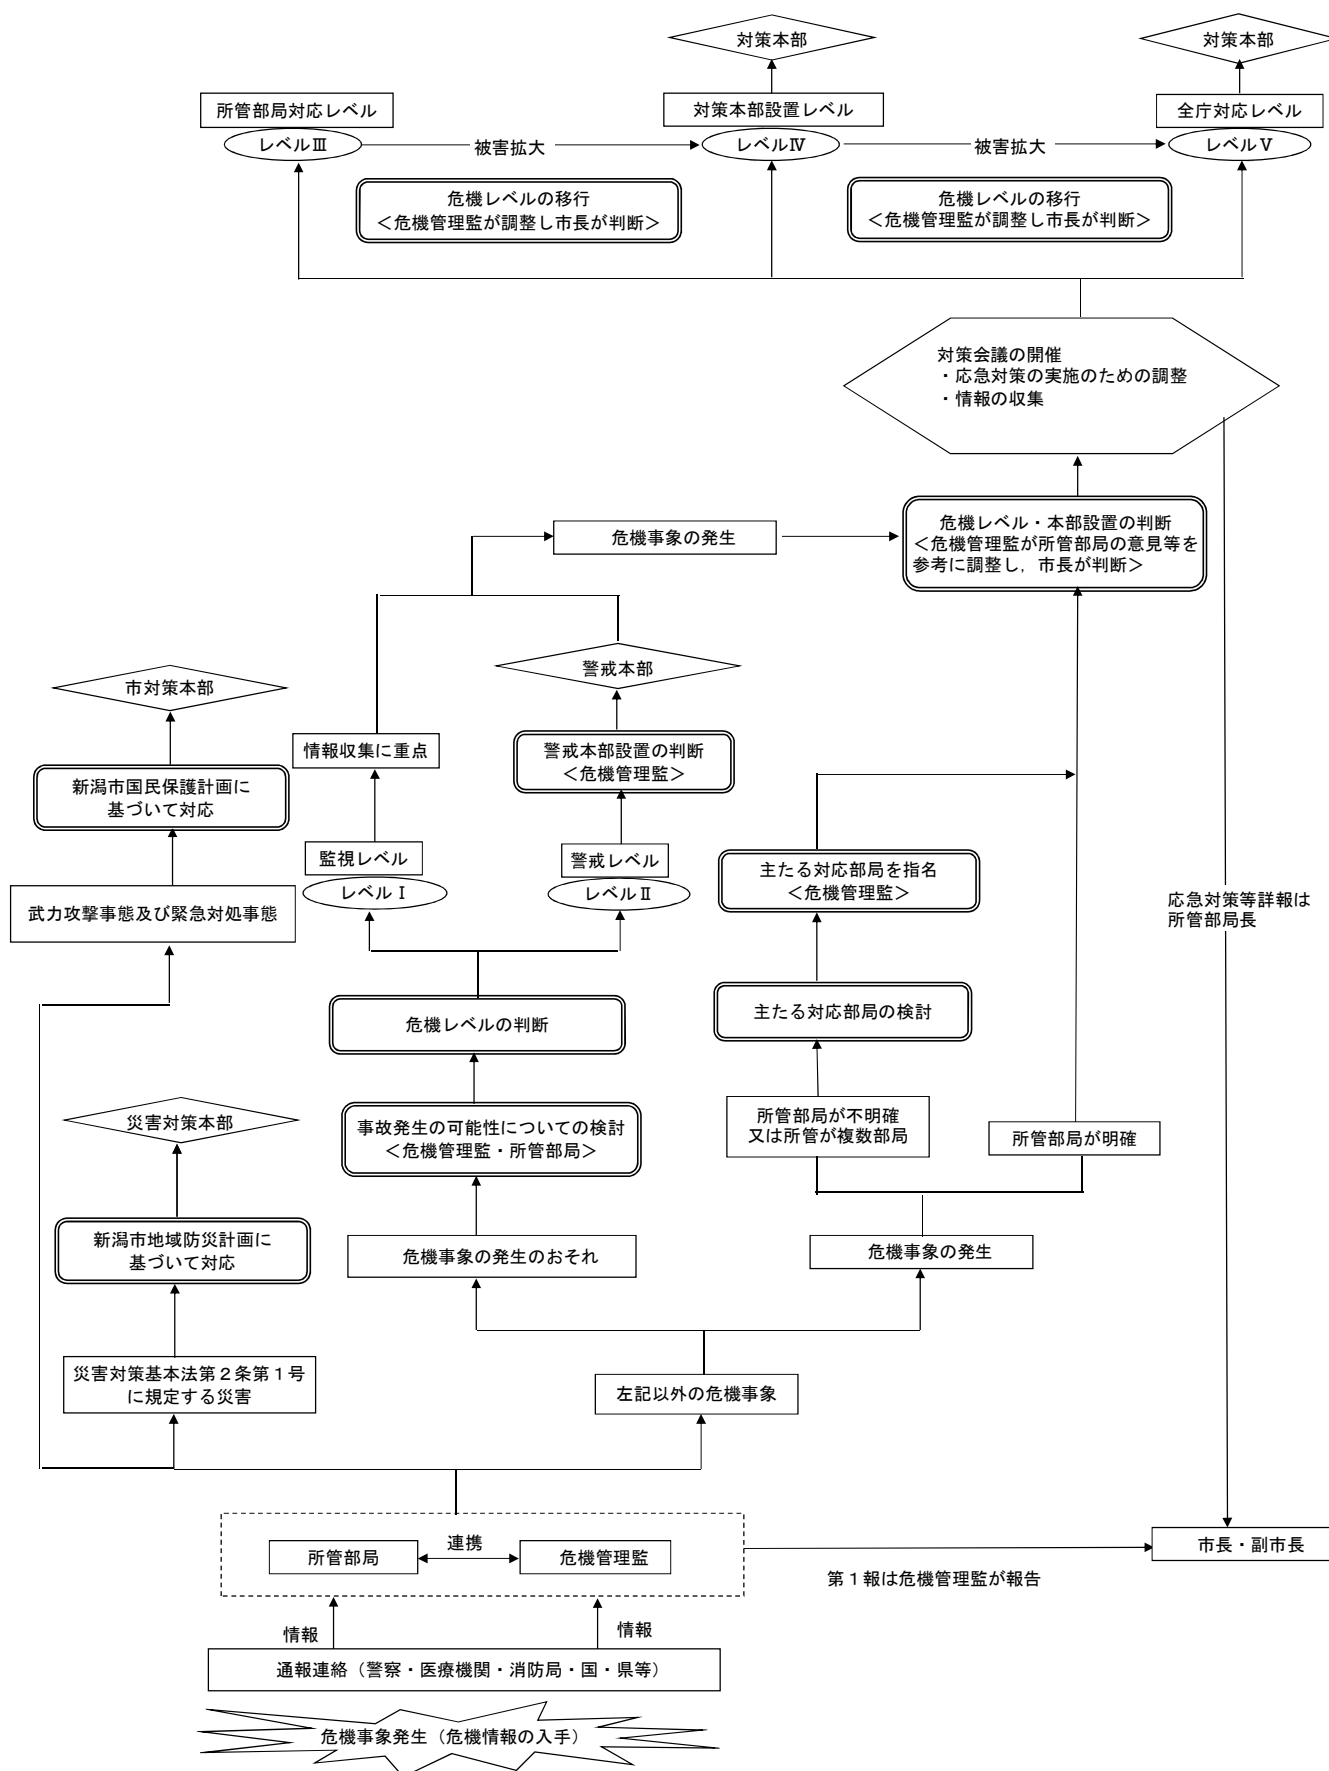 対策本部
対策本部
所管部局対応レベル
対策本部設置レベル
全庁対応レベル
レベルⅢ
被害拡大
レベルⅣ
被害拡大
レベルⅤ
危機レベルの移行
＜危機管理監が調整し市長が判断＞
危機レベルの移行
＜危機管理監が調整し市長が判断＞
対策会議の開催
・応急対策の実施のための調整
・情報の収集
危機事象の発生
危機レベル・本部設置の判断
＜危機管理監が所管部局の意見等を
参考に調整し，市長が判断＞
警戒本部
市対策本部
情報収集に重点
警戒本部設置の判断
＜危機管理監＞
新潟市国民保護計画に
基づいて対応
監視レベル
警戒レベル
主たる対応部局を指名
＜危機管理監＞
レベルⅠ
レベルⅡ
武力攻撃事態及び緊急対処事態
応急対策等詳報は
所管部局長
危機レベルの判断
主たる対応部局の検討
災害対策本部
事故発生の可能性についての検討
＜危機管理監・所管部局＞
所管部局が不明確
又は所管が複数部局
所管部局が明確
新潟市地域防災計画に
基づいて対応
危機事象の発生のおそれ
危機事象の発生
災害対策基本法第２条第１号
に規定する災害
左記以外の危機事象
所管部局
連携
危機管理監
市長・副市長
第１報は危機管理監が報告
情報
情報
通報連絡（警察・医療機関・消防局・国・県等）
危機事象発生（危機情報の入手）